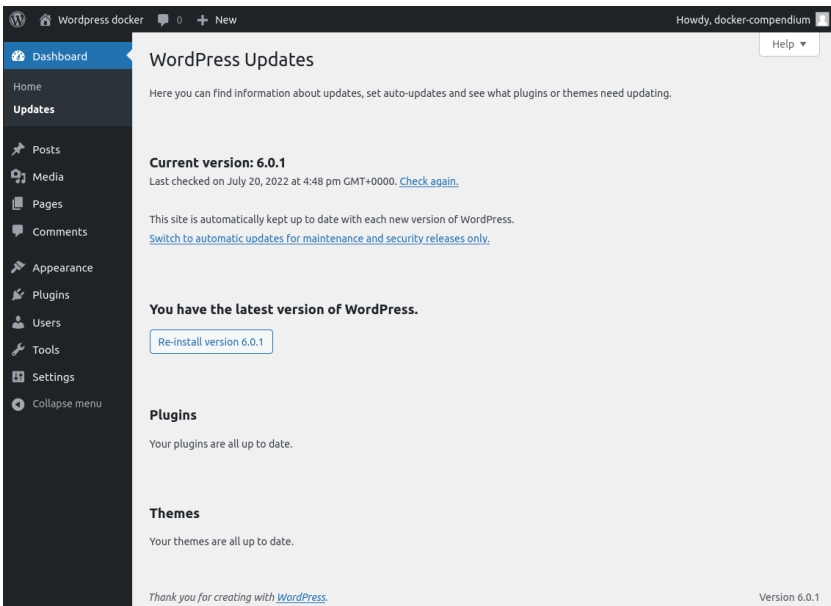 Wordpress docker 0 + New Howdy, docker-compendium
Dashboard
Home
Updates
Posts
Media
Pages
Comments
Appearance
Plugins
Users
Tools
Settings
Collapse menu
Help ▼
WordPress Updates
Here you can find information about updates, set auto-updates and see what plugins or themes need updating.
Current version: 6.0.1
Last checked on July 20, 2022 at 4:48 pm GMT+0000. Check again.
This site is automatically kept up to date with each new version of WordPress.
Switch to automatic updates for maintenance and security releases only.
You have the latest version of WordPress.
Re-install version 6.0.1
Plugins
Your plugins are all up to date.
Themes
Your themes are all up to date.
Thank you for creating with WordPress. Version 6.0.1